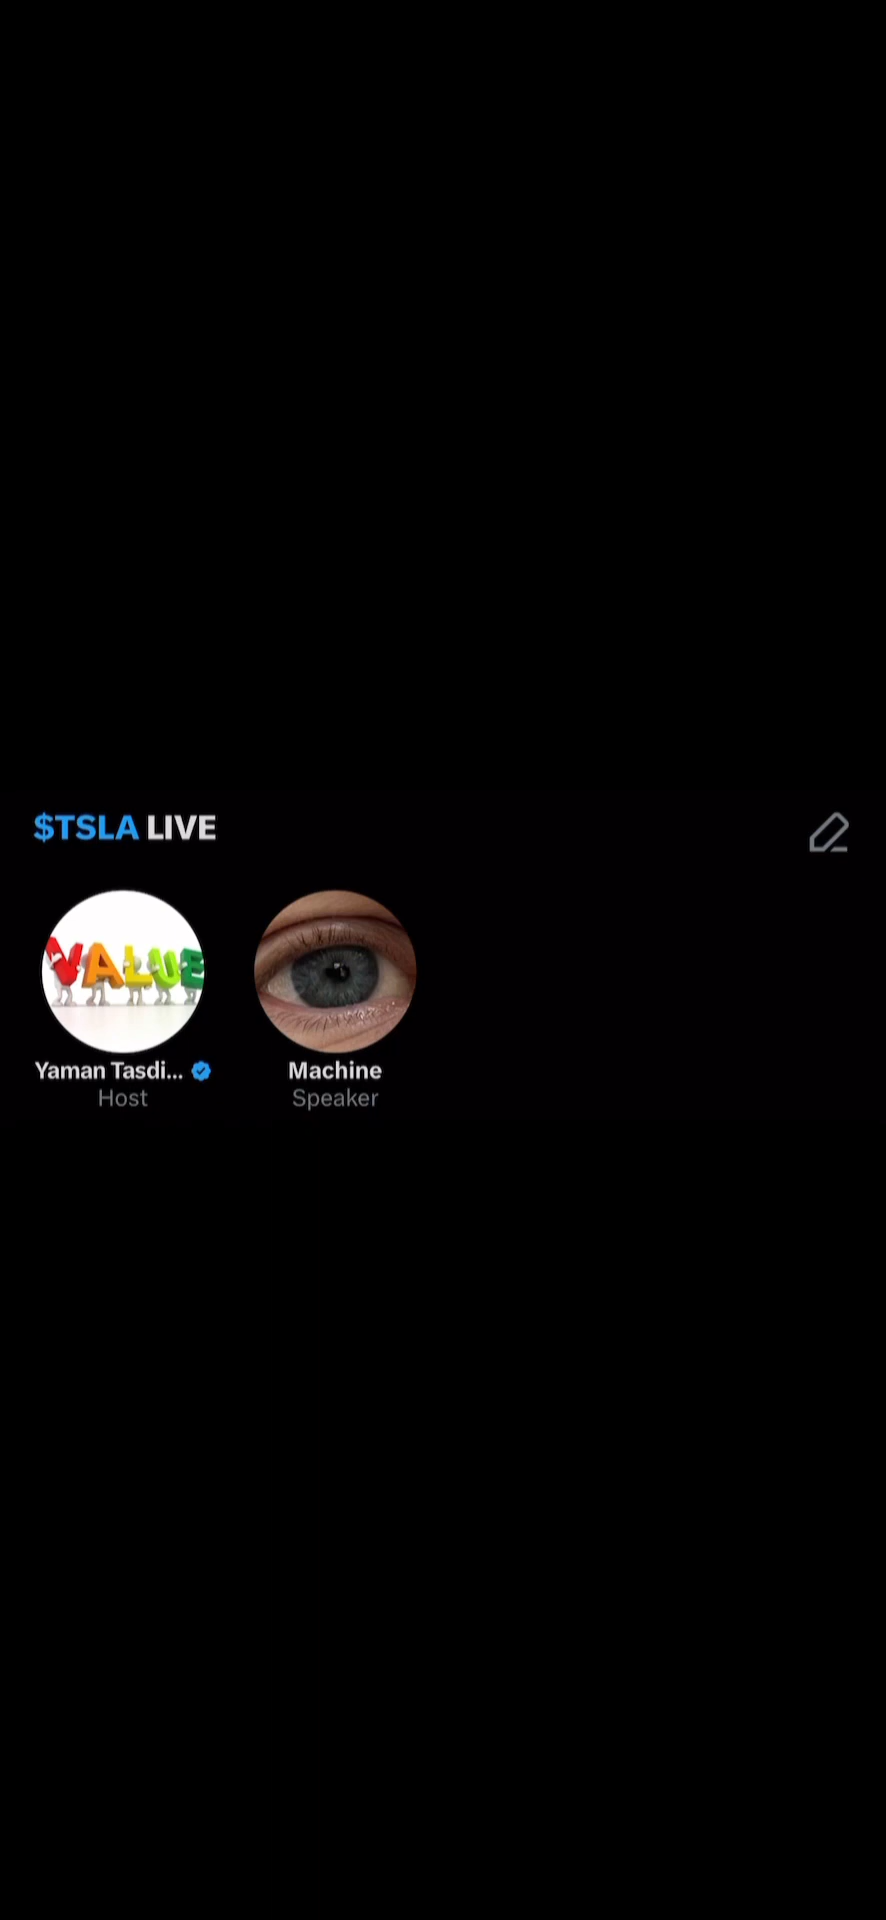 $TSLA LIVE
VALUE
Yaman Tasdi...
Host
Machine
Speaker